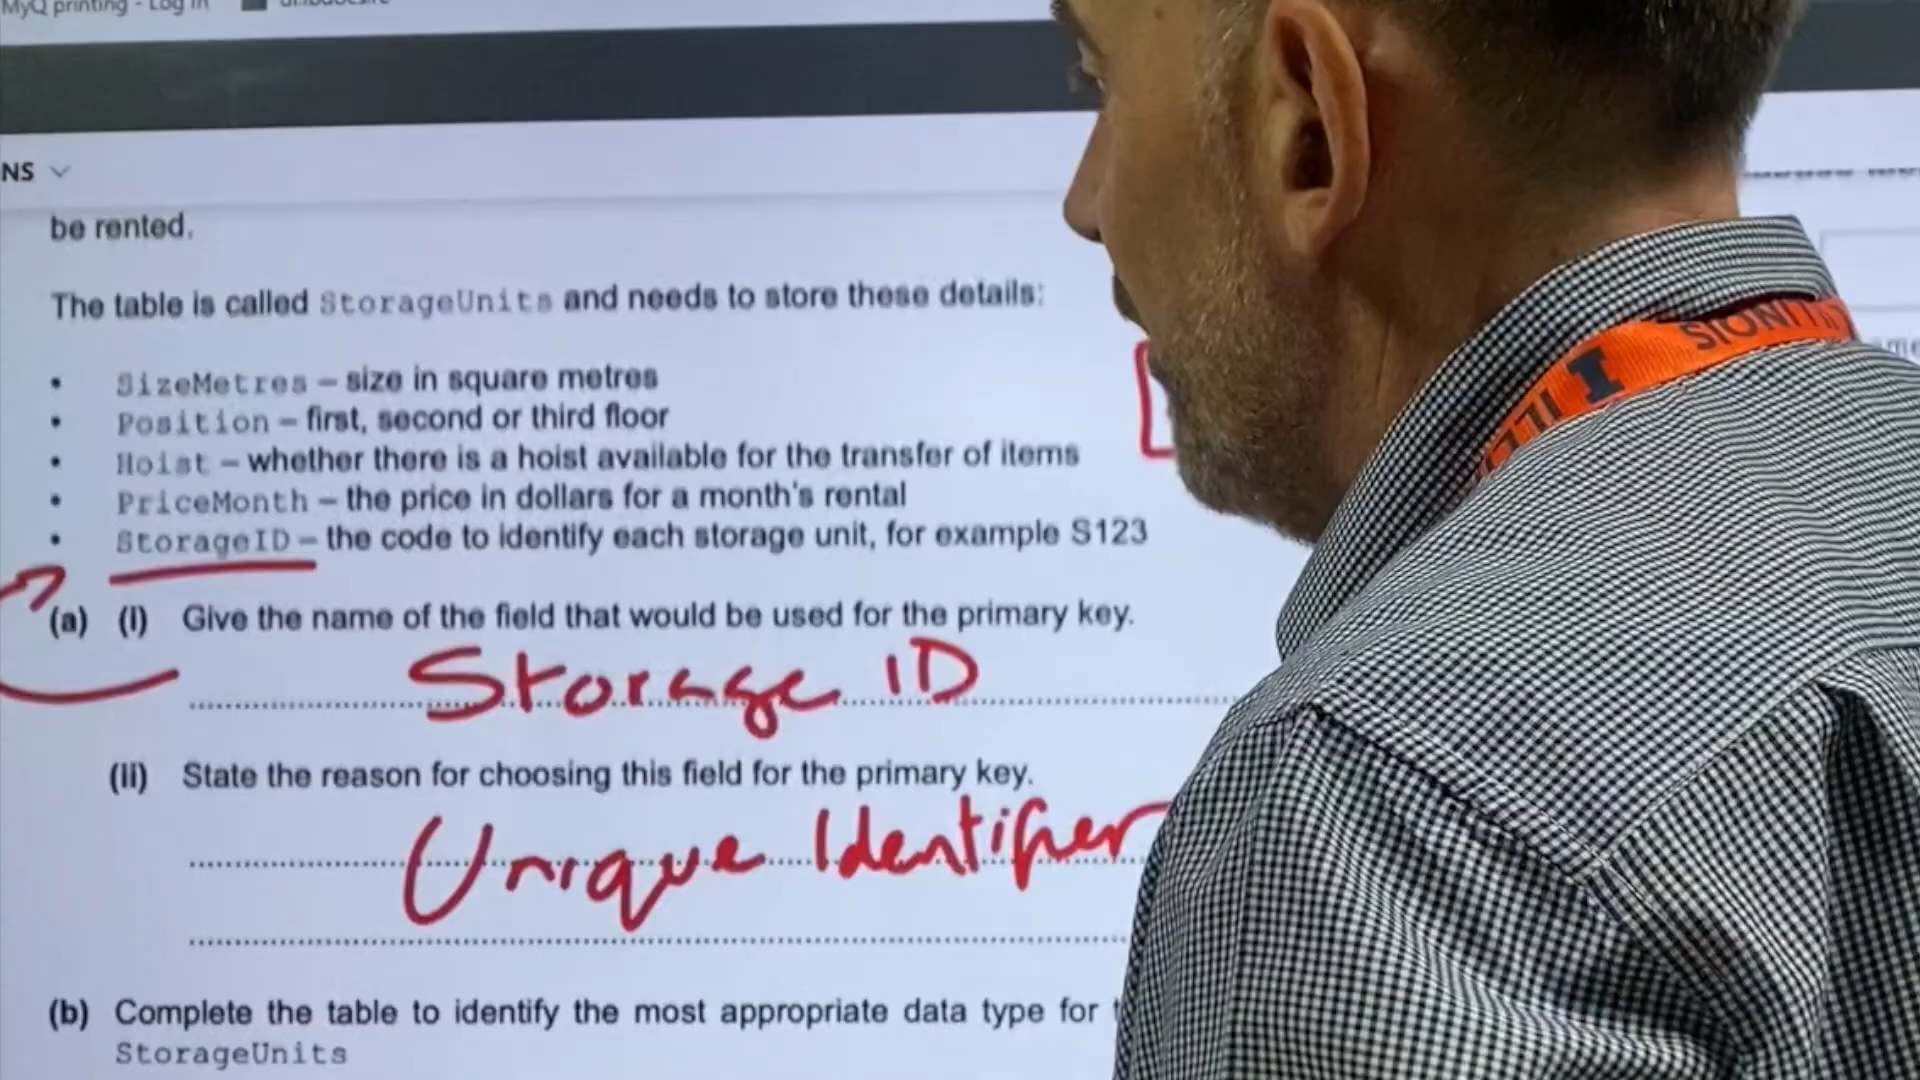 MyQ printing - Log in
NS
be rented.
The table is called StorageUnits and needs to store these details:
• SizeMetres – size in square metres
• Position – first, second or third floor
• Hoist – whether there is a hoist available for the transfer of items
• PriceMonth – the price in dollars for a month's rental
• StorageID – the code to identify each storage unit, for example S123
(a) (i) Give the name of the field that would be used for the primary key.
Storage ID
(ii) State the reason for choosing this field for the primary key.
Unique Identifier
(b) Complete the table to identify the most appropriate data type for
StorageUnits
ILLINOIS